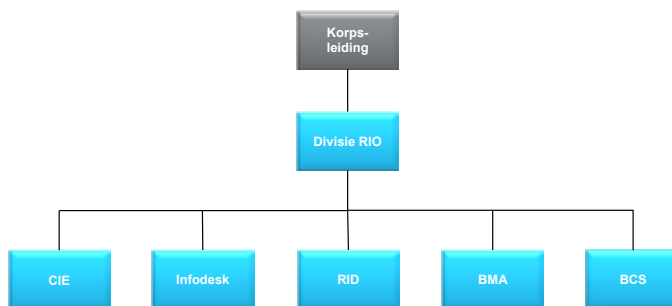 Korps-
leiding
Divisie RIO
CIE
Infodesk
RID
BMA
BCS